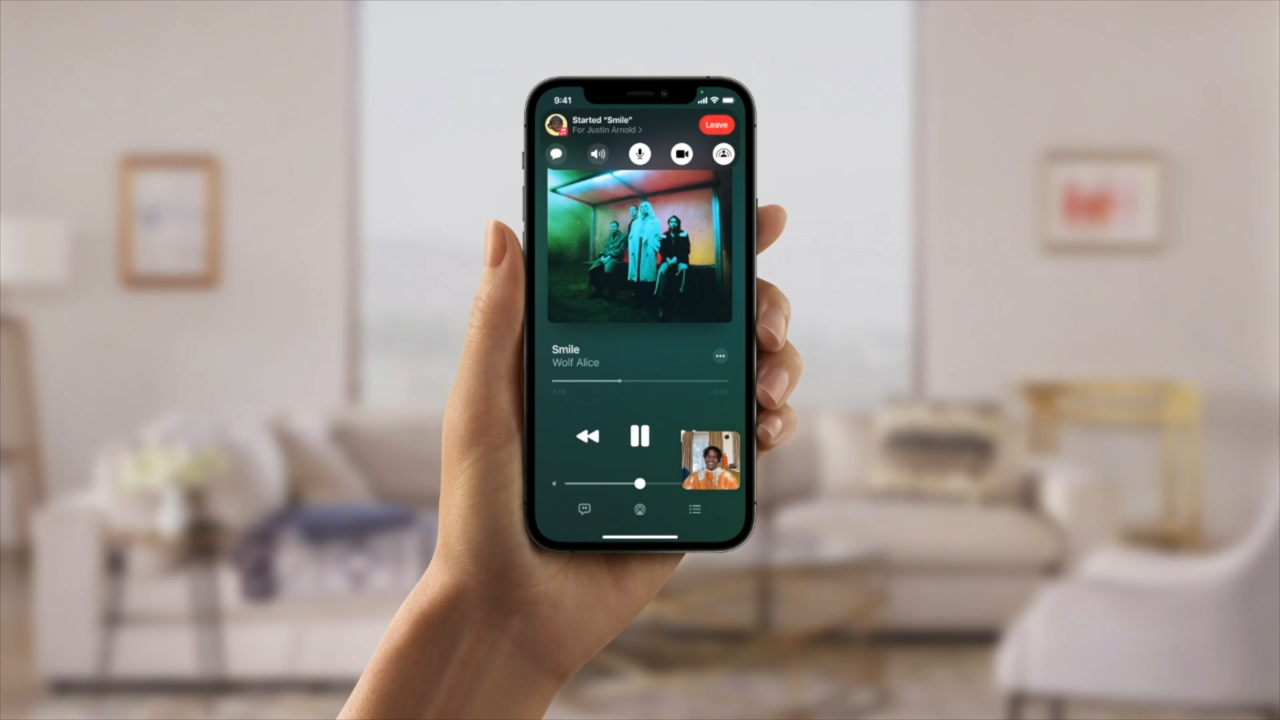 9:41
Started "Smile"
For Justin Arnold >
Leave
Smile
Wolf Alice